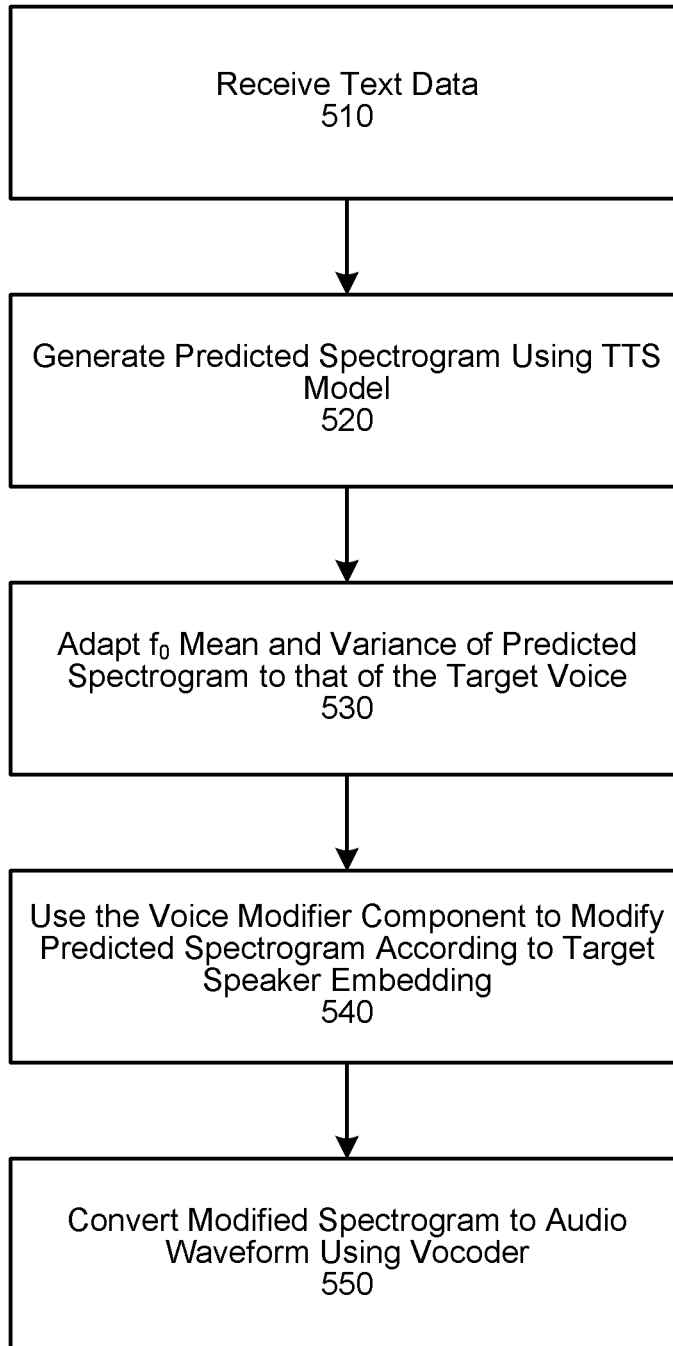 Receive Text Data
510
Generate Predicted Spectrogram Using TTS
Model
520
Adapt f₀ Mean and Variance of Predicted
Spectrogram to that of the Target Voice
530
Use the Voice Modifier Component to Modify
Predicted Spectrogram According to Target
Speaker Embedding
540
Convert Modified Spectrogram to Audio
Waveform Using Vocoder
550